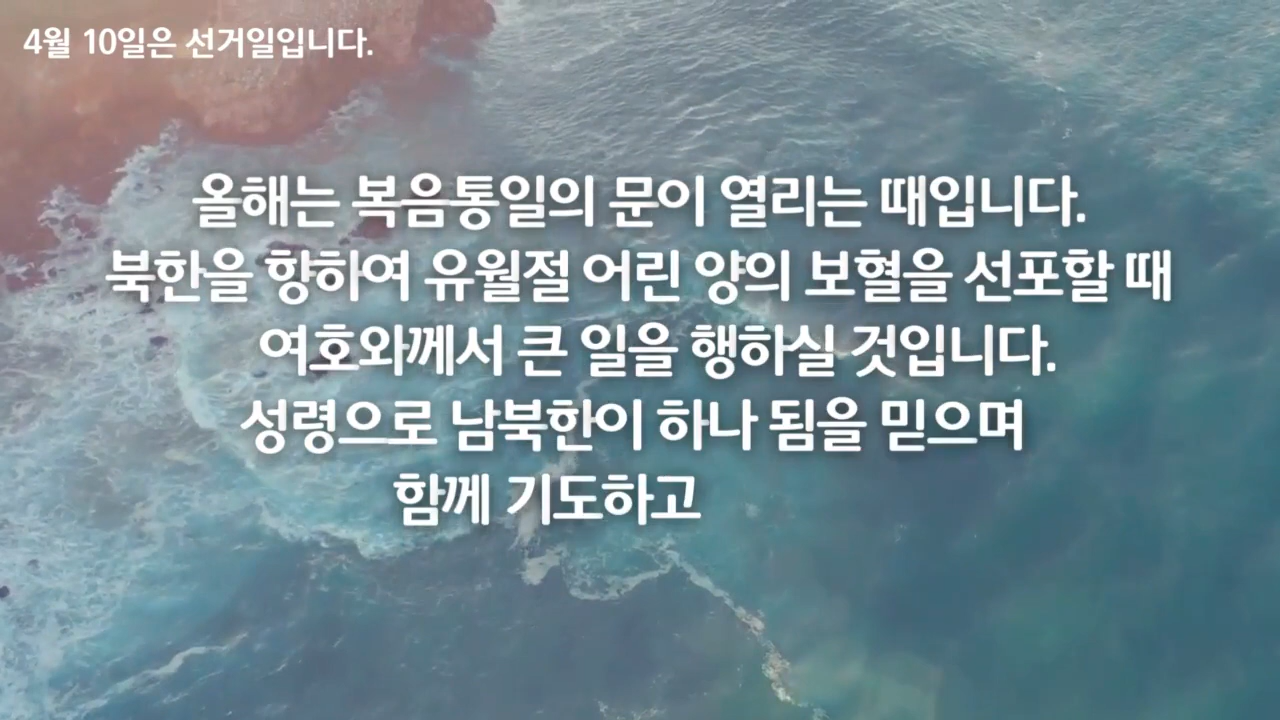 4월 10일은 선거일입니다.
올해는 복음통일의 문이 열리는 때입니다.
북한을 향하여 유월절 어린 양의 보혈을 선포할 때
여호와께서 큰 일을 행하실 것입니다.
성령으로 남북한이 하나 됨을 믿으며
함께 기도하고